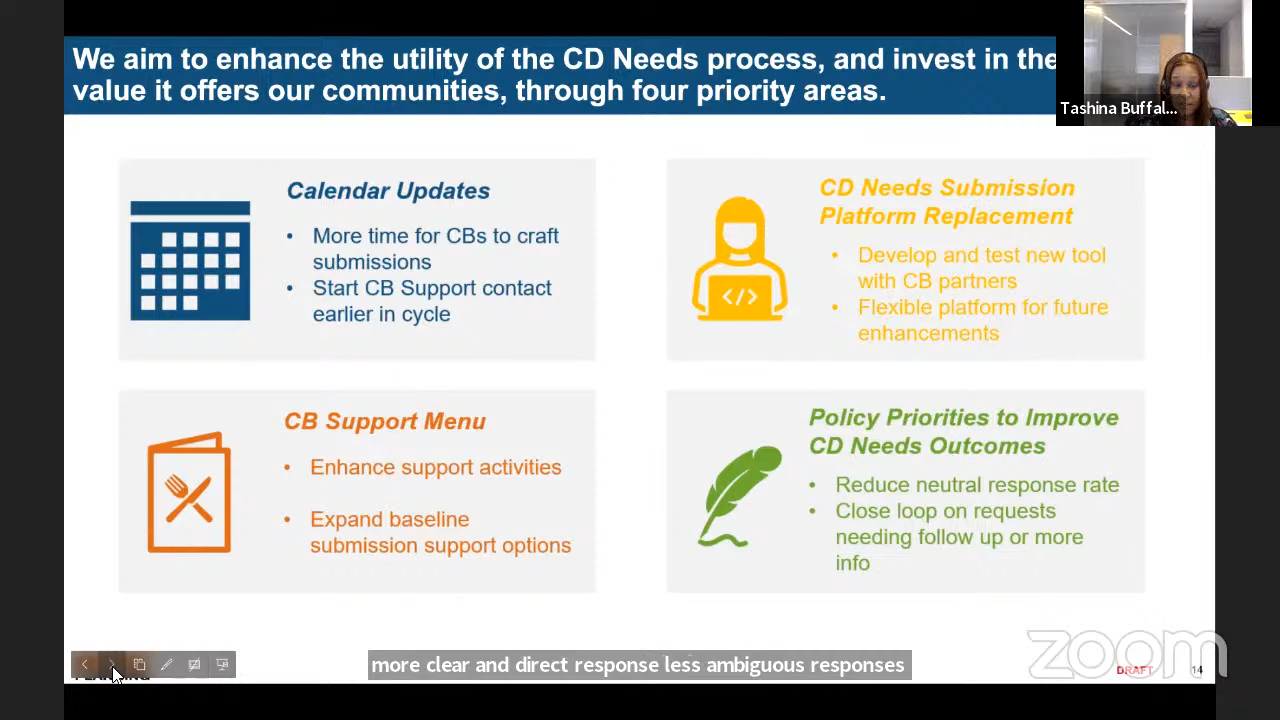 We aim to enhance the utility of the CD Needs process, and invest in the
value it offers our communities, through four priority areas.
Tashina Buffal...
Calendar Updates
• More time for CBs to craft
submissions
• Start CB Support contact
earlier in cycle
CD Needs Submission
Platform Replacement
</>
• Develop and test new tool
with CB partners
• Flexible platform for future
enhancements
CB Support Menu
• Enhance support activities
• Expand baseline
submission support options
Policy Priorities to Improve
CD Needs Outcomes
• Reduce neutral response rate
• Close loop on requests
needing follow up or more
info
more clear and direct response less ambiguous responses
zoom
DRAFT
14